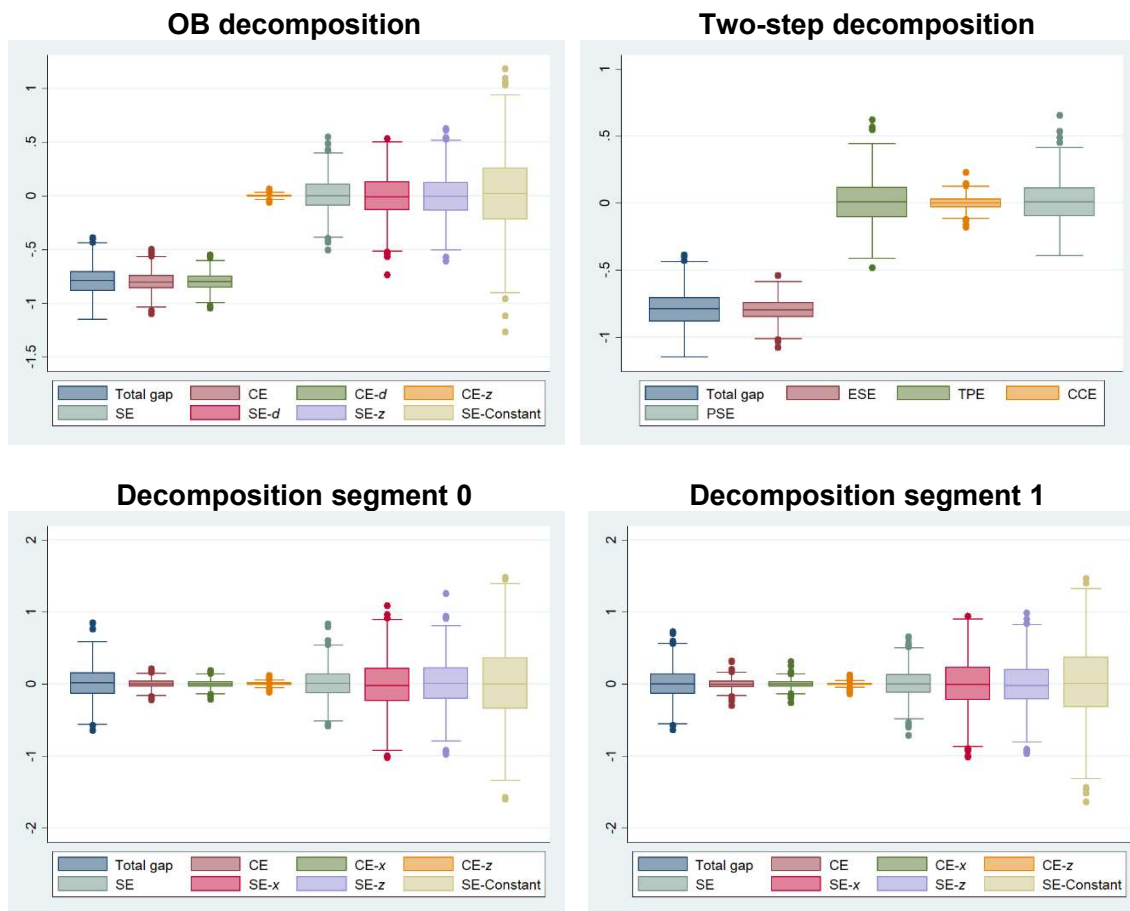 OB decomposition
1
.5
0
-.5
-1
-1.5
Total gap CE CE-d CE-z
SE SE-d SE-z SE-Constant
Two-step decomposition
1
.5
0
-.5
-1
Total gap ESE TPE CCE
PSE
Decomposition segment 0
2
1
0
-1
-2
Total gap CE CE-x CE-z
SE SE-x SE-z SE-Constant
Decomposition segment 1
2
1
0
-1
-2
Total gap CE CE-x CE-z
SE SE-x SE-z SE-Constant